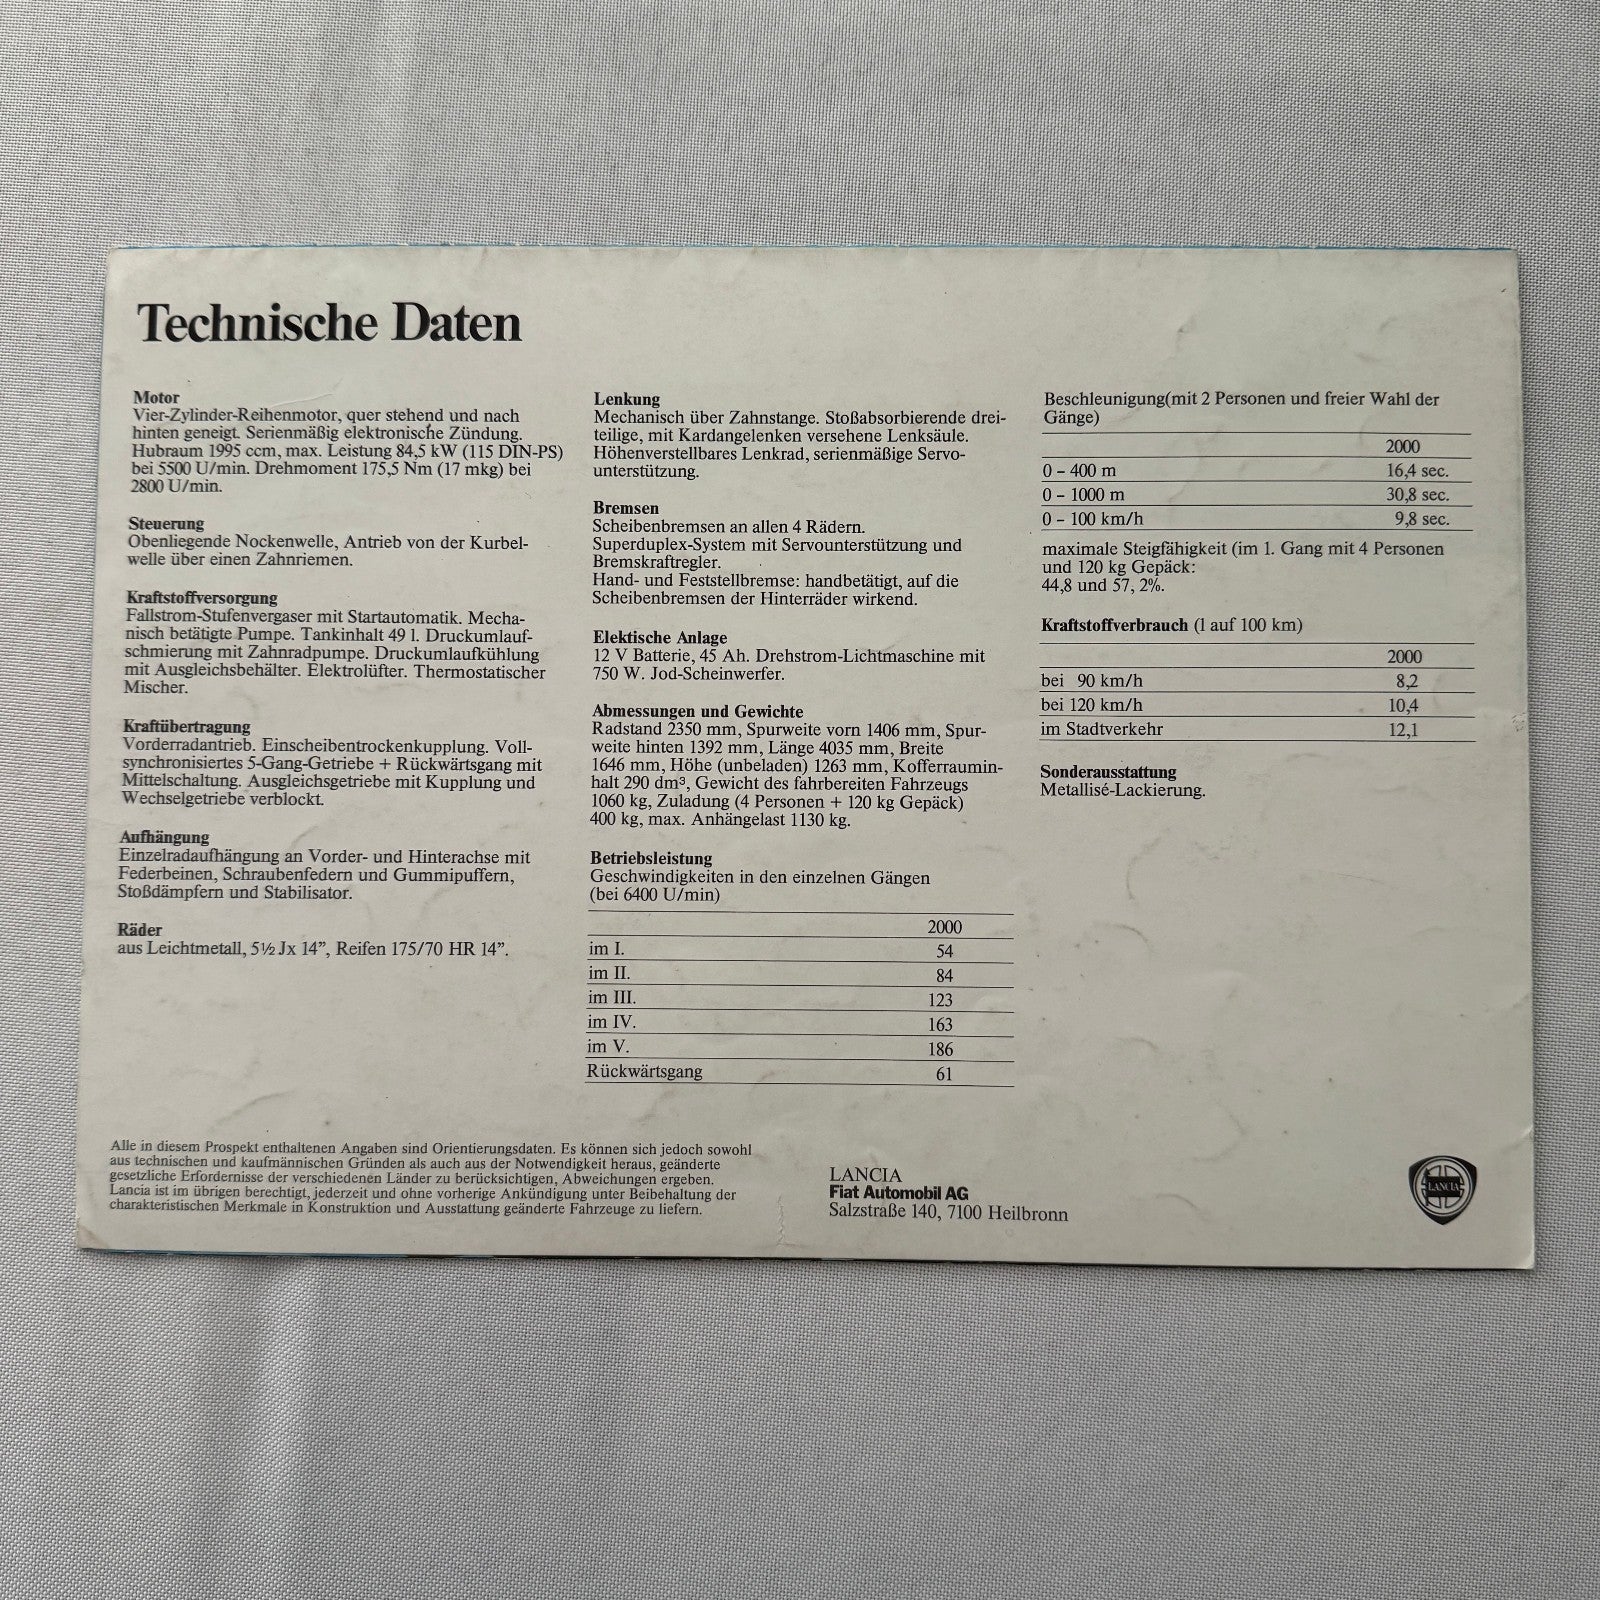 Technische Daten
Motor
Vier-Zylinder-Reihenmotor, quer stehend und nach
hinten geneigt. Serienmäßig elektronische Zündung.
Hubraum 1995 ccm, max. Leistung 84,5 kW (115 DIN-PS)
bei 5500 U/min. Drehmoment 175,5 Nm (17 mkg) bei
2800 U/min.
Steuerung
Obenliegende Nockenwelle, Antrieb von der Kurbel-
welle über einen Zahnriemen.
Kraftstoffversorgung
Fallstrom-Stufenvergaser mit Startautomatik. Mecha-
nisch betätigte Pumpe. Tankinhalt 49 l. Druckumlauf-
schmierung mit Zahnradpumpe. Druckumlaufkühlung
mit Ausgleichsbehälter. Elektrolüfter. Thermostatischer
Mischer.
Kraftübertragung
Vorderradantrieb. Einscheibentrockenkupplung. Voll-
synchronisiertes 5-Gang-Getriebe + Rückwärtsgang mit
Mittelschaltung. Ausgleichsgetriebe mit Kupplung und
Wechselgetriebe verblockt.
Aufhängung
Einzelradaufhängung an Vorder- und Hinterachse mit
Federbeinen, Schraubenfedern und Gummipuffern,
Stoßdämpfern und Stabilisator.
Räder
aus Leichtmetall, 5½ Jx 14”, Reifen 175/70 HR 14”.
Lenkung
Mechanisch über Zahnstange. Stoßabsorbierende drei-
teilige, mit Kardangelenken versehene Lenksäule.
Höhenverstellbares Lenkrad, serienmäßige Servo-
unterstützung.
Bremsen
Scheibenbremsen an allen 4 Rädern.
Superduplex-System mit Servounterstützung und
Bremskraftregler.
Hand- und Feststellbremse: handbetätigt, auf die
Scheibenbremsen der Hinterräder wirkend.
Elektische Anlage
12 V Batterie, 45 Ah. Drehstrom-Lichtmaschine mit
750 W. Jod-Scheinwerfer.
Abmessungen und Gewichte
Radstand 2350 mm, Spurweite vorn 1406 mm, Spur-
weite hinten 1392 mm, Länge 4035 mm, Breite
1646 mm, Höhe (unbeladen) 1263 mm, Kofferraumin-
halt 290 dm³, Gewicht des fahrbereiten Fahrzeugs
1060 kg, Zuladung (4 Personen + 120 kg Gepäck)
400 kg, max. Anhängelast 1130 kg.
Betriebsleistung
Geschwindigkeiten in den einzelnen Gängen
(bei 6400 U/min)
2000
im I. 54
im II. 84
im III. 123
im IV. 163
im V. 186
Rückwärtsgang 61
Beschleunigung(mit 2 Personen und freier Wahl der
Gänge)
2000
0 – 400 m 16,4 sec.
0 – 1000 m 30,8 sec.
0 – 100 km/h 9,8 sec.
maximale Steigfähigkeit (im 1. Gang mit 4 Personen
und 120 kg Gepäck:
44,8 und 57, 2%.
Kraftstoffverbrauch (l auf 100 km)
2000
bei 90 km/h 8,2
bei 120 km/h 10,4
im Stadtverkehr 12,1
Sonderausstattung
Metallisé-Lackierung.
Alle in diesem Prospekt enthaltenen Angaben sind Orientierungsdaten. Es können sich jedoch sowohl
aus technischen und kaufmännischen Gründen als auch aus der Notwendigkeit heraus, geänderte
gesetzliche Erfordernisse der verschiedenen Länder zu berücksichtigen, Abweichungen ergeben.
Lancia ist im übrigen berechtigt, jederzeit und ohne vorherige Ankündigung unter Beibehaltung der
charakteristischen Merkmale in Konstruktion und Ausstattung geänderte Fahrzeuge zu liefern.
LANCIA
Fiat Automobil AG
Salzstraße 140, 7100 Heilbronn
LANCIA